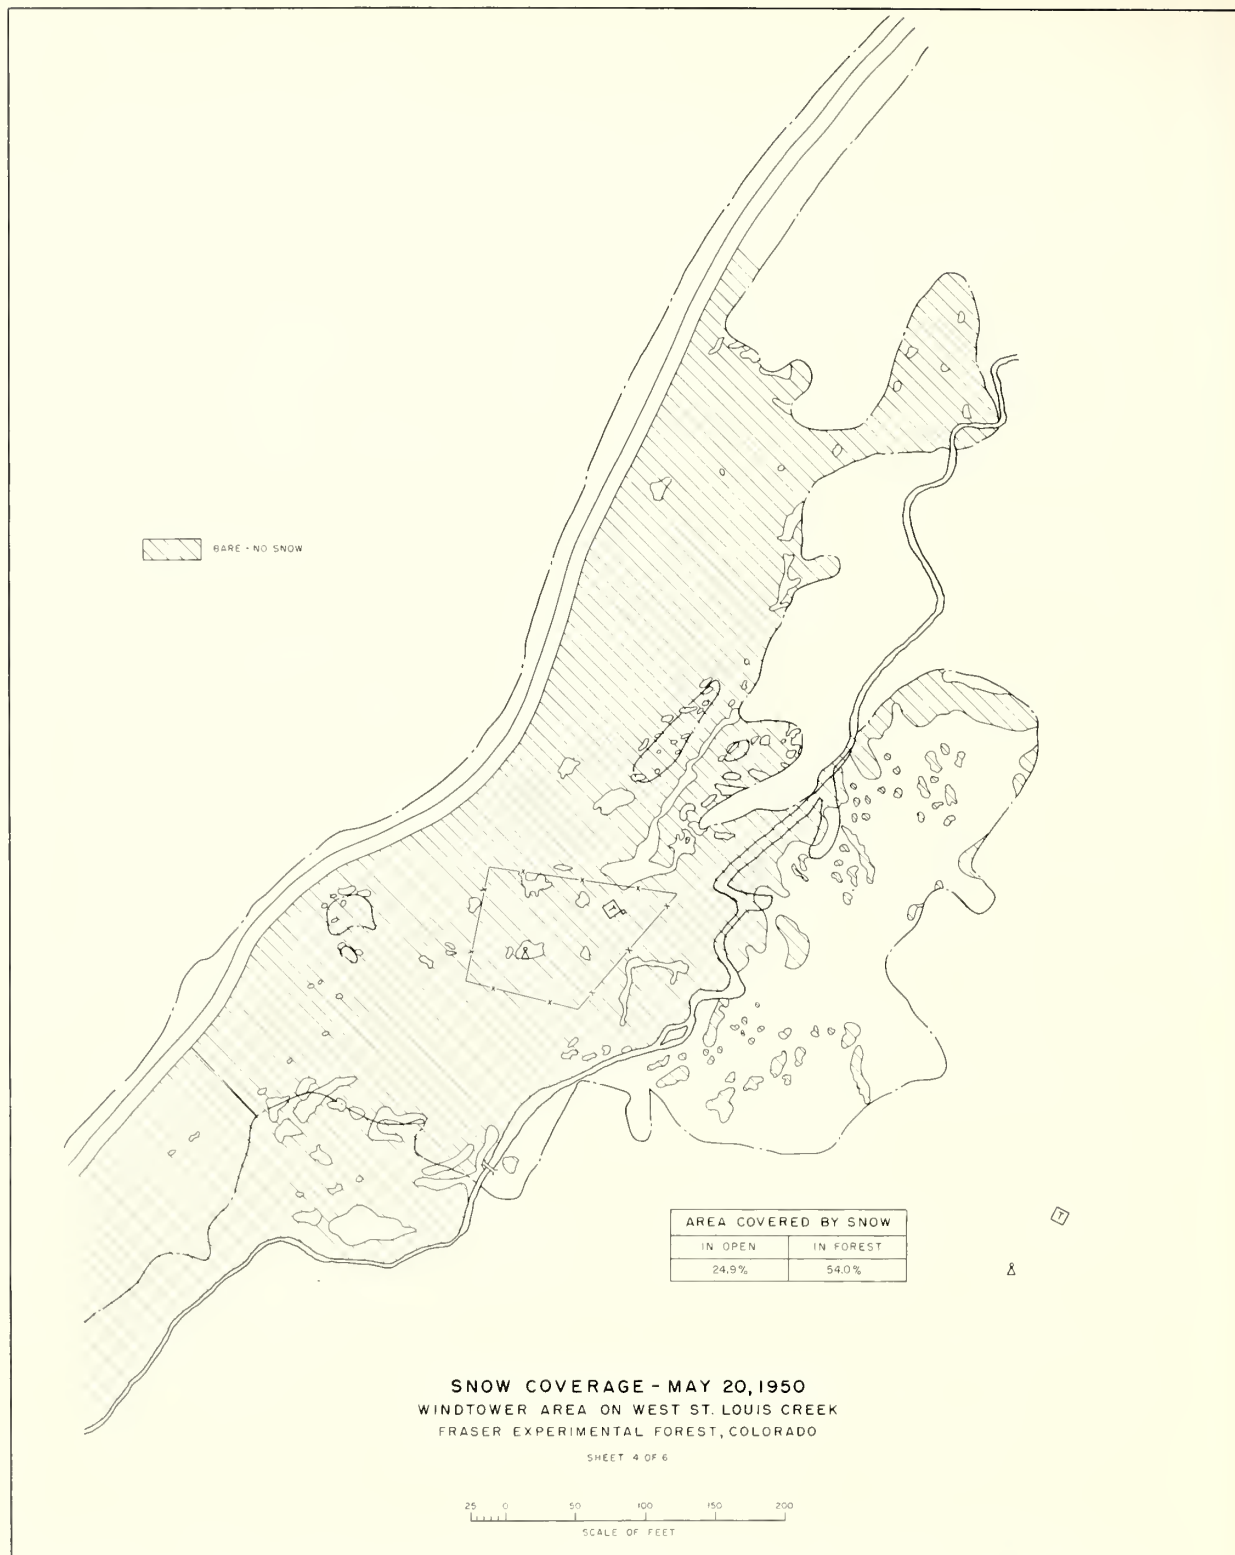 BARE - NO SNOW
T
AREA COVERED BY SNOW
IN OPEN IN FOREST
24.9% 54.0%
T
SNOW COVERAGE - MAY 20, 1950
WINDTOWER AREA ON WEST ST. LOUIS CREEK
FRASER EXPERIMENTAL FOREST, COLORADO
SHEET 4 OF 6
25 0 50 100 150 200
SCALE OF FEET